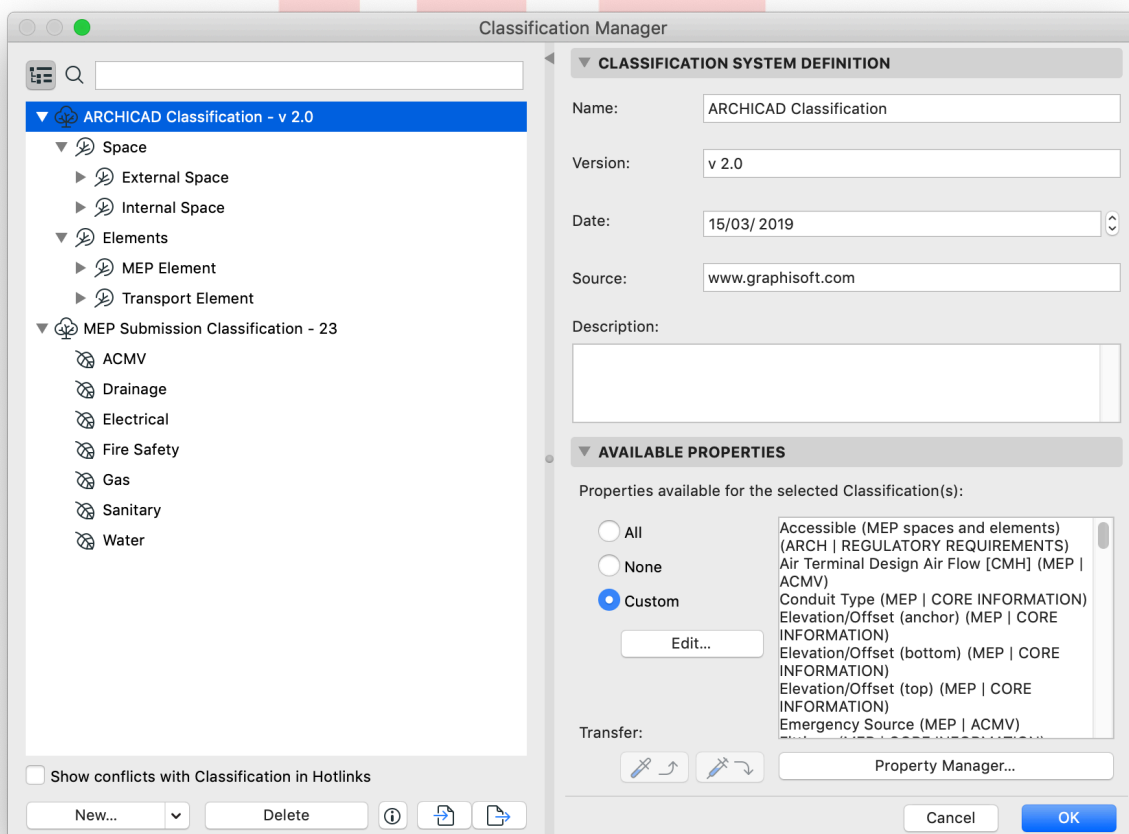 Classification Manager
ARCHICAD Classification - v 2.0
Space
External Space
Internal Space
Elements
MEP Element
Transport Element
MEP Submission Classification - 23
ACMV
Drainage
Electrical
Fire Safety
Gas
Sanitary
Water
Show conflicts with Classification in Hotlinks
New...
Delete
CLASSIFICATION SYSTEM DEFINITION
Name:
ARCHICAD Classification
Version:
v 2.0
Date:
15/03/ 2019
Source:
www.graphisoft.com
Description:
AVAILABLE PROPERTIES
Properties available for the selected Classification(s):
All
None
Custom
Edit...
Accessible (MEP spaces and elements)
(ARCH | REGULATORY REQUIREMENTS)
Air Terminal Design Air Flow [CMH] (MEP |
ACMV)
Conduit Type (MEP | CORE INFORMATION)
Elevation/Offset (anchor) (MEP | CORE
INFORMATION)
Elevation/Offset (bottom) (MEP | CORE
INFORMATION)
Elevation/Offset (top) (MEP | CORE
INFORMATION)
Emergency Source (MEP | ACMV)
Transfer:
Property Manager...
Cancel
OK